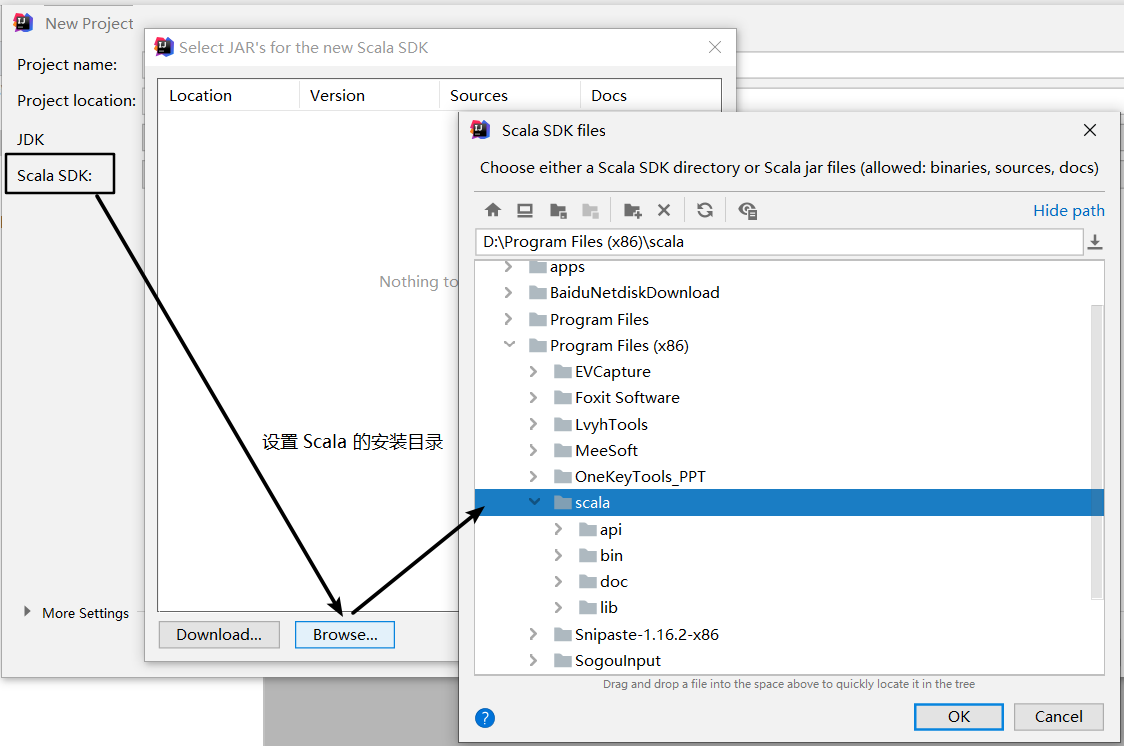 New Project
Project name:
Project location:
JDK
Scala SDK:
More Settings
Select JAR's for the new Scala SDK
Location Version Sources Docs
Nothing to
设置 Scala 的安装目录
Download... Browse...
Scala SDK files
Choose either a Scala SDK directory or Scala jar files (allowed: binaries, sources, docs)
Hide path
D:\Program Files (x86)\scala
apps
BaiduNetdiskDownload
Program Files
Program Files (x86)
EVCapture
Foxit Software
LvyhTools
MeeSoft
OneKeyTools_PPT
scala
api
bin
doc
lib
Snipaste-1.16.2-x86
SogouInput
Drag and drop a file into the space above to quickly locate it in the tree
? OK Cancel